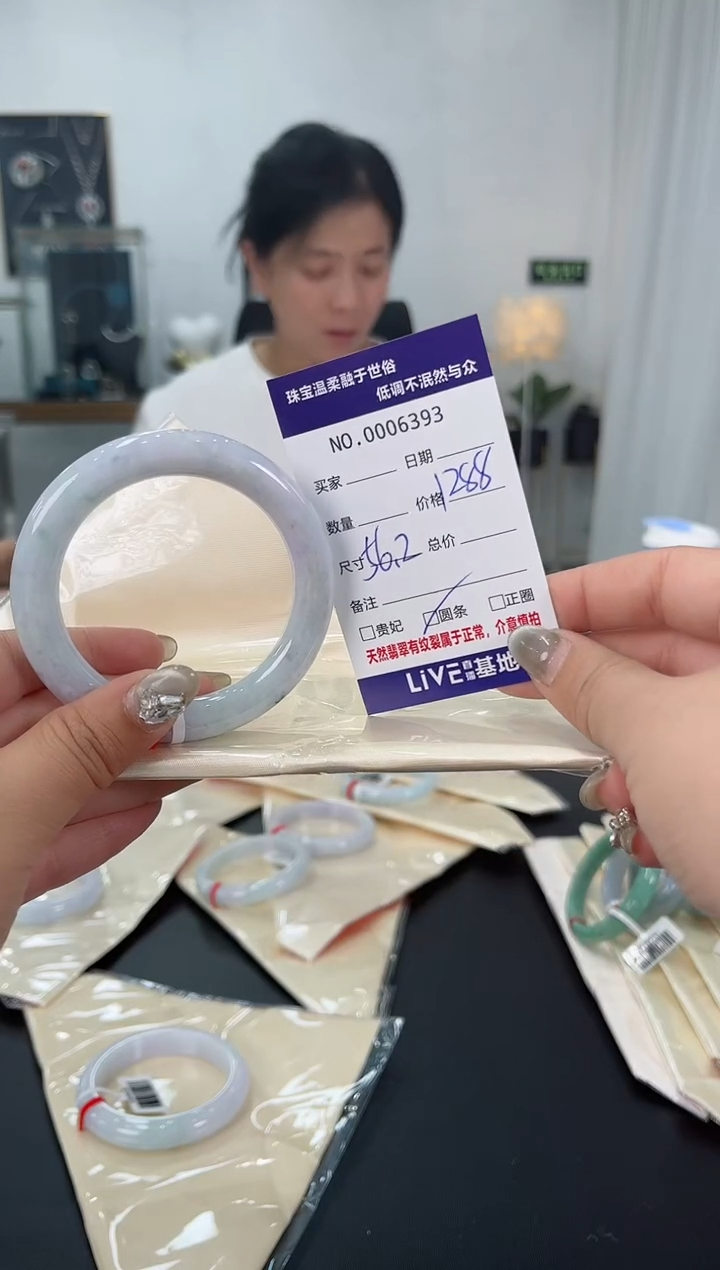 珠宝温柔融于世俗
低调不泯然与众
NO.0006393
买家 日期
数量 价格 1288
尺寸 56.2 总价
备注
□贵妃 ☑圆条 □正圈
天然翡翠有纹裂属于正常，介意慎拍
LiVE 直播 基地